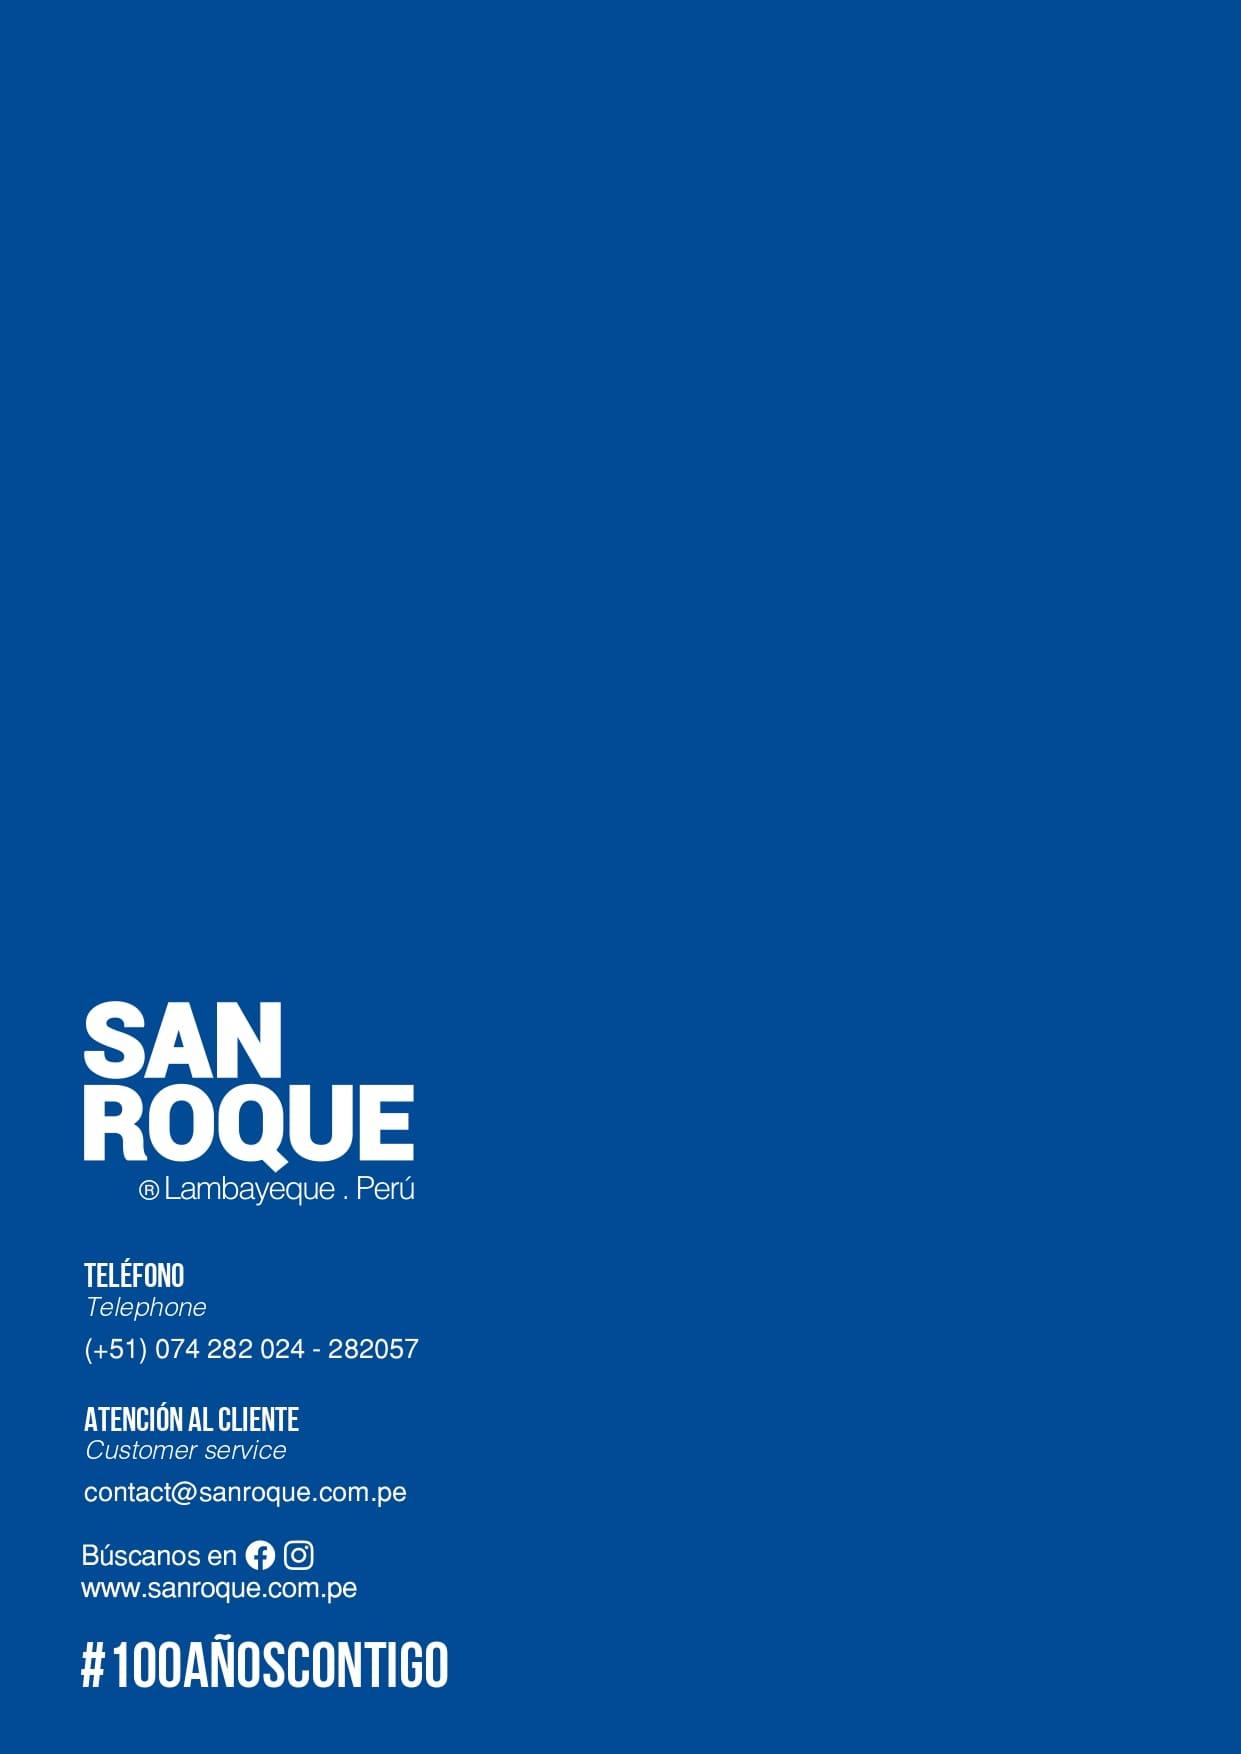 SAN
ROQUE
® Lambayeque . Perú
TELÉFONO
Telephone
(+51) 074 282 024 - 282057
ATENCIÓN AL CLIENTE
Customer service
contact@sanroque.com.pe
Búscanos en
www.sanroque.com.pe
#100AÑOSCONTIGO